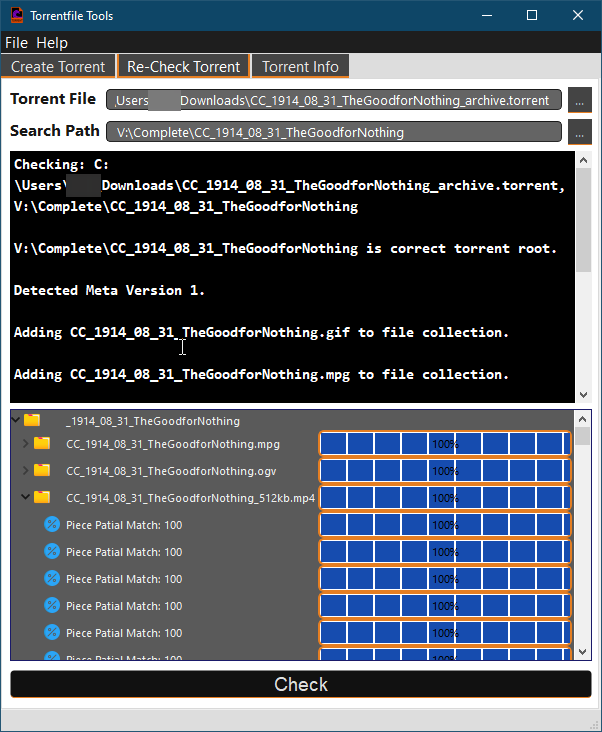 Torrentfile Tools
File Help
Create Torrent Re-Check Torrent Torrent Info
Torrent File Users Downloads\CC_1914_08_31_TheGoodforNothing_archive.torrent ...
Search Path V:\Complete\CC_1914_08_31_TheGoodforNothing ...
Checking: C:
\Users\ Downloads\CC_1914_08_31_TheGoodforNothing_archive.torrent,
V:\Complete\CC_1914_08_31_TheGoodforNothing
V:\Complete\CC_1914_08_31_TheGoodforNothing is correct torrent root.
Detected Meta Version 1.
Adding CC_1914_08_31_TheGoodforNothing.gif to file collection.
Adding CC_1914_08_31_TheGoodforNothing.mpg to file collection.
_1914_08_31_TheGoodforNothing
CC_1914_08_31_TheGoodforNothing.mpg 100%
CC_1914_08_31_TheGoodforNothing.ogv 100%
CC_1914_08_31_TheGoodforNothing_512kb.mp4 100%
Piece Patial Match: 100 100%
Piece Patial Match: 100 100%
Piece Patial Match: 100 100%
Piece Patial Match: 100 100%
Piece Patial Match: 100 100%
Piece Patial Match: 100 100%
Check